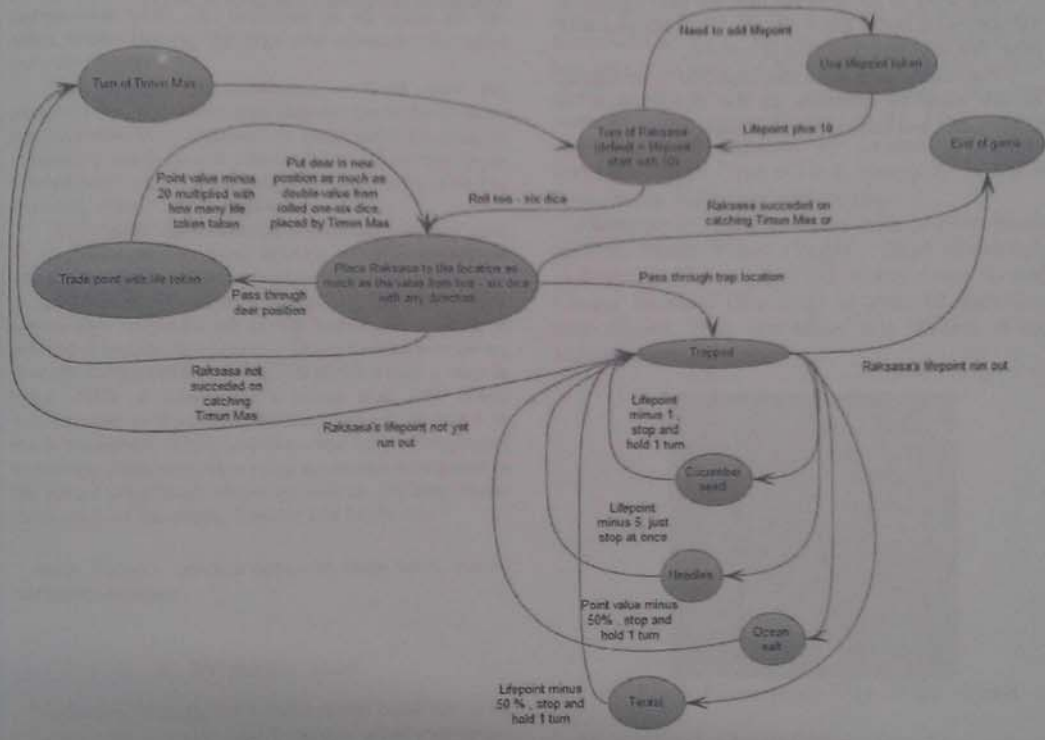 Need to add lifepoint
Use lifepoint token
Turn of Timun Mas
Turn of Raksasa
(default = lifepoint
start with 10)
Lifepoint plus 10
End of game
Point value minus
20 multiplied with
how many life
token taken
Put dear in new
position as much as
double value from
rolled one-six dice,
placed by Timun Mas
Roll two - six dice
Raksasa succeded on
catching Timun Mas or
Trade point with life token
Place Raksasa to the location as
much as the value from two - six dice
with any direction
Pass through
dear position
Pass through trap location
Trapped
Raksasa's lifepoint run out
Raksasa not
succeded on
catching
Timun Mas
Raksasa's lifepoint not yet
run out
Lifepoint
minus 1 ,
stop and
hold 1 turn
Cucumber
seed
Lifepoint
minus 5, just
stop at once
Needles
Point value minus
50% , stop and
hold 1 turn
Ocean
salt
Lifepoint minus
50 % , stop and
hold 1 turn
Terasi